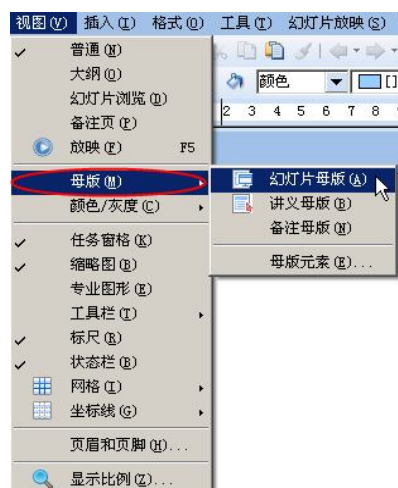 视图(V) 插入(I) 格式(O) 工具(T) 幻灯片放映(S)
普通(N)
大纲(O)
幻灯片浏览(D)
备注页(P)
放映(F) F5
母版(M)
颜色/灰度(C)
任务窗格(K)
缩略图(B)
专业图形(E)
工具栏(T)
标尺(R)
状态栏(B)
网格(I)
坐标线(G)
页眉和页脚(H)...
显示比例(Z)...
颜色
2 3 4 5 6 7 8
幻灯片母版(A)
讲义母版(B)
备注母版(N)
母版元素(E)...